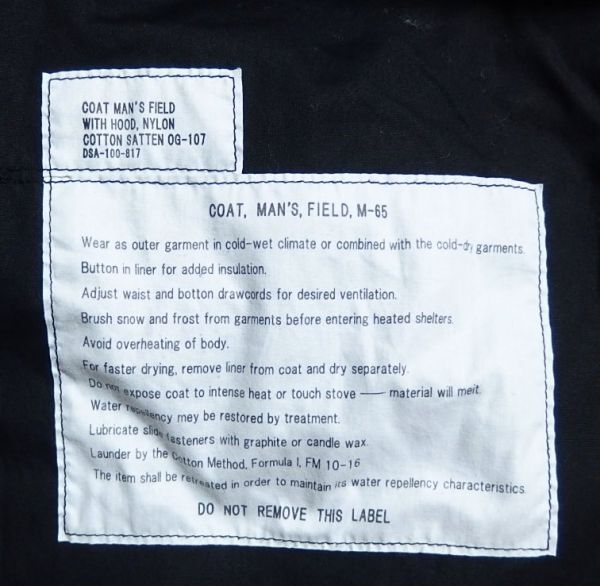 COAT MAN'S FIELD
WITH HOOD, NYLON
COTTON SATTEN OG-107
DSA-100-817
COAT, MAN'S, FIELD, M-65
Wear as outer garment in cold-wet climate or combined with the cold-dry garments.
Button in liner for added insulation.
Adjust waist and botton drawcords for desired ventilation.
Brush snow and frost from garments before entering heated shelters.
Avoid overheating of body.
For faster drying, remove liner from coat and dry separately.
Do not expose coat to intense heat or touch stove — material will melt.
Water repellency mey be restored by treatment.
Lubricate slide fasteners with graphite or candle wax.
Launder by the Cotton Method, Formula I, FM 10-16
The item shall be retreated in order to maintain its water repellency characteristics.
DO NOT REMOVE THIS LABEL